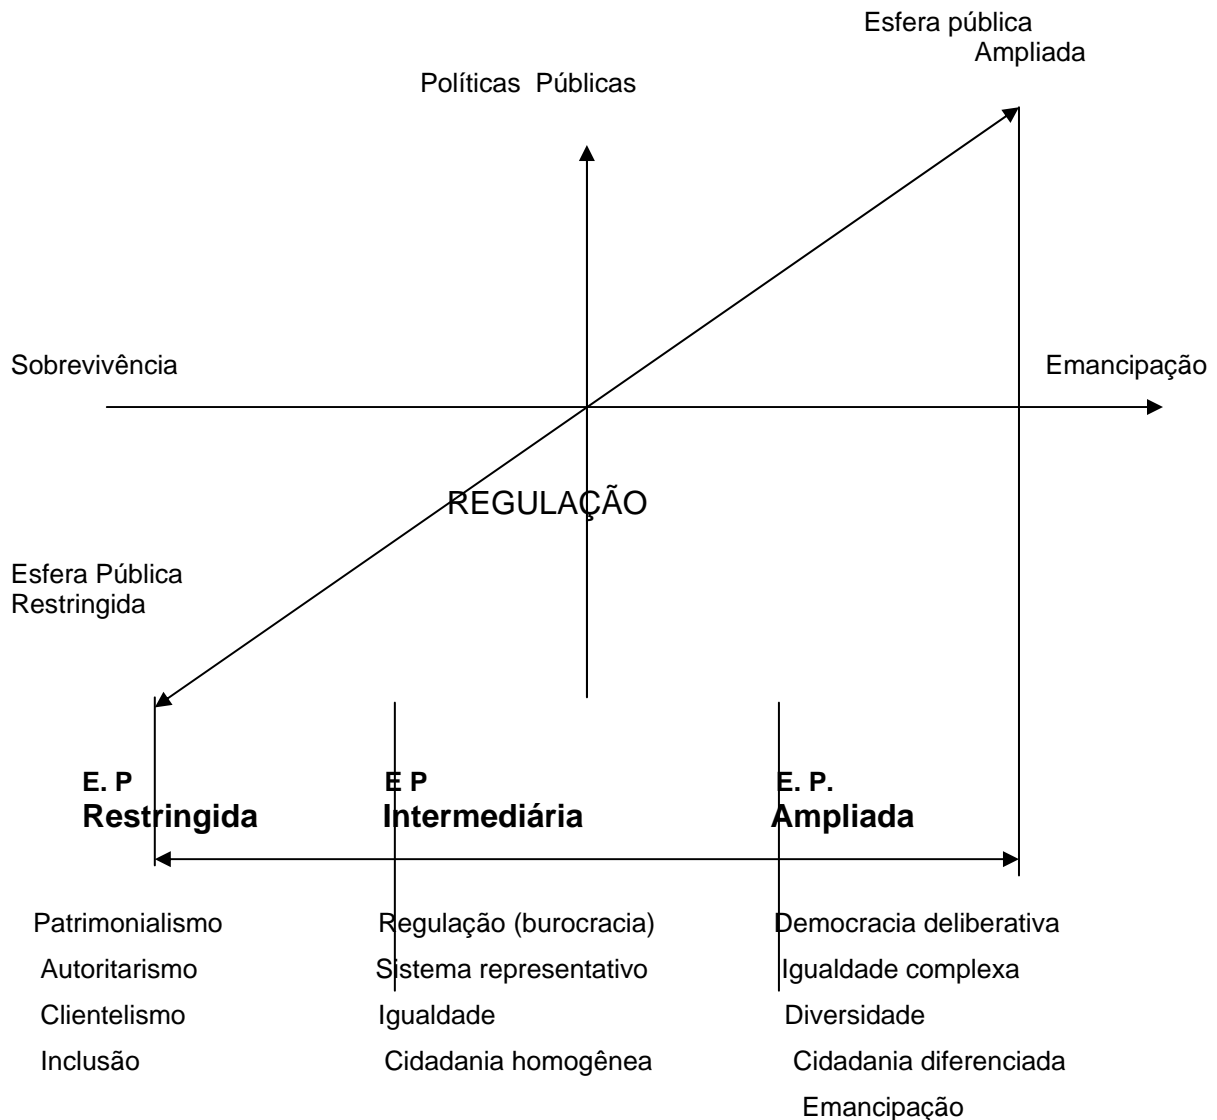 Esfera pública
Ampliada
Políticas Públicas
Sobrevivência
Emancipação
REGULAÇÃO
Esfera Pública
Restringida
E. P
Restringida
E P
Intermediária
E. P.
Ampliada
Patrimonialismo
Regulação (burocracia)
Democracia deliberativa
Autoritarismo
Sistema representativo
Igualdade complexa
Clientelismo
Igualdade
Diversidade
Inclusão
Cidadania homogênea
Cidadania diferenciada
Emancipação